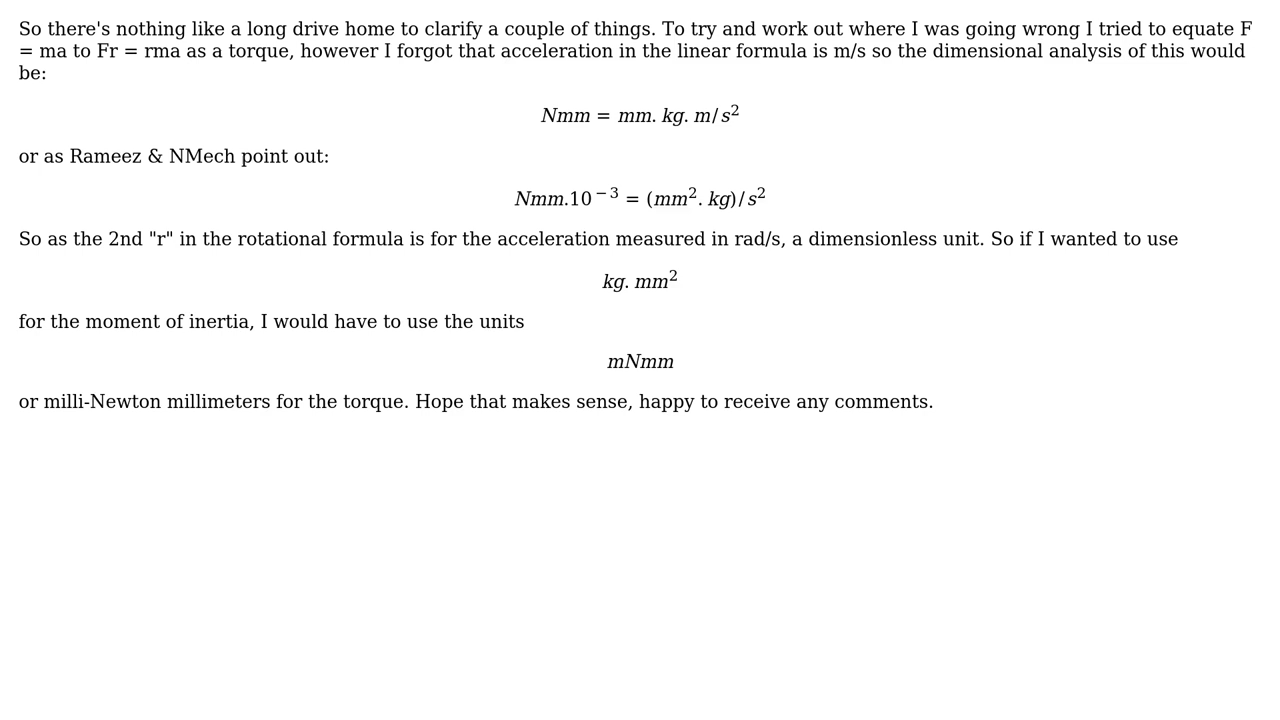 So there's nothing like a long drive home to clarify a couple of things. To try and work out where I was going wrong I tried to equate F
= ma to Fr = rma as a torque, however I forgot that acceleration in the linear formula is m/s so the dimensional analysis of this would
be:
Nmm = mm. kg. m/s²
or as Rameez & NMech point out:
Nmm.10⁻³ = (mm². kg)/s²
So as the 2nd "r" in the rotational formula is for the acceleration measured in rad/s, a dimensionless unit. So if I wanted to use
kg. mm²
for the moment of inertia, I would have to use the units
mNmm
or milli-Newton millimeters for the torque. Hope that makes sense, happy to receive any comments.